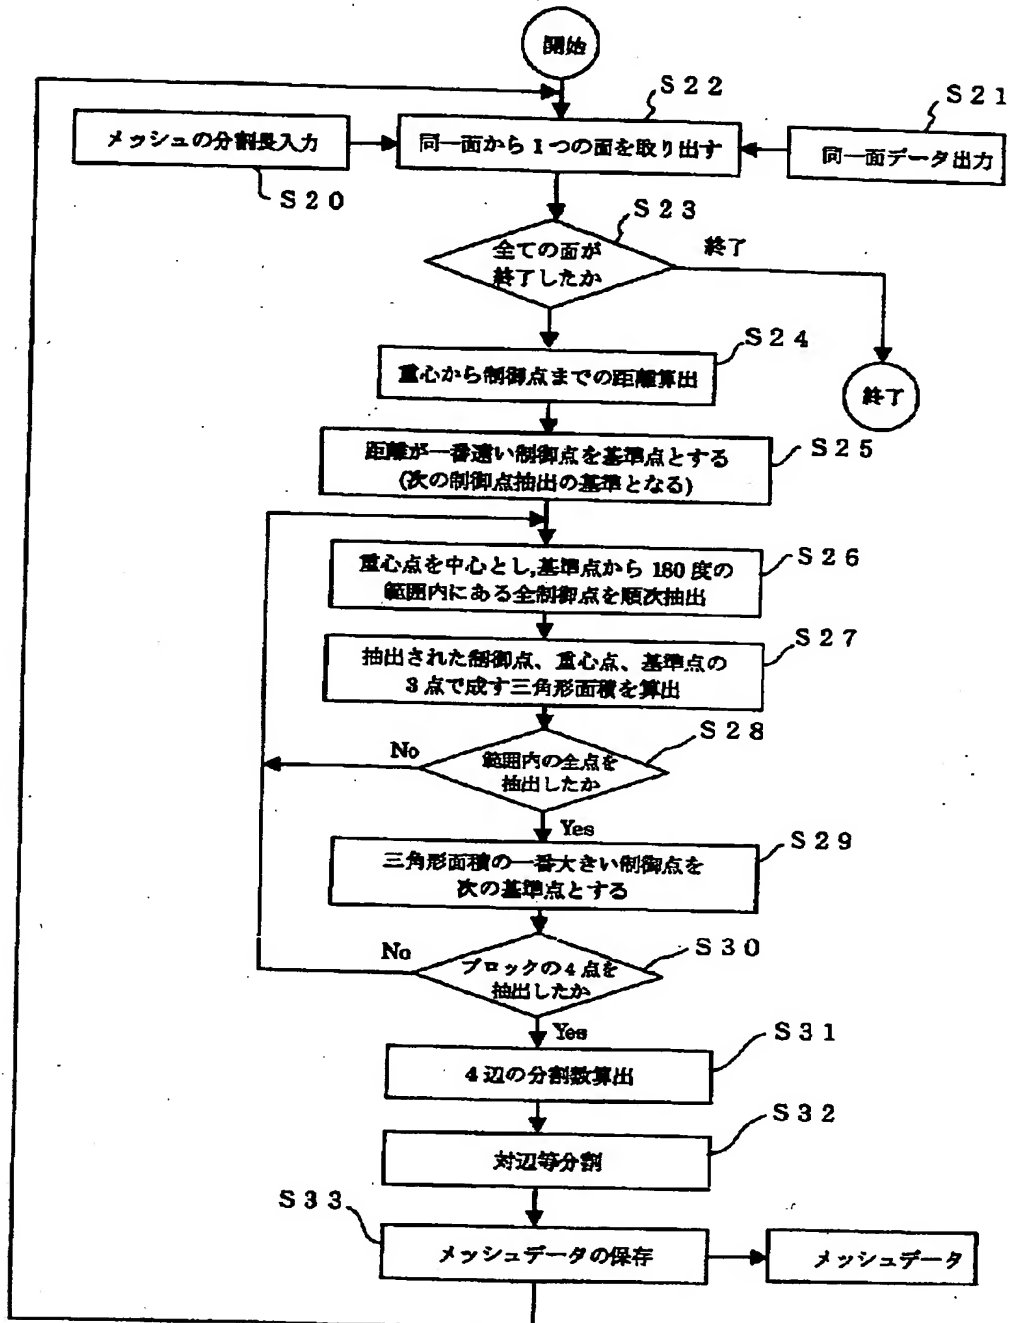 開始
S22
S21
メッシュの分割長入力
同一面から1つの面を取り出す
同一面データ出力
S20
S23
全ての面が
終了したか
終了
S24
重心から制御点までの距離算出
終了
S25
距離が一番遠い制御点を基準点とする
(次の制御点抽出の基準となる)
S26
重心点を中心とし,基準点から180度の
範囲内にある全制御点を順次抽出
S27
抽出された制御点、重心点、基準点の
3点で成す三角形面積を算出
S28
No
範囲内の全点を
抽出したか
Yes
S29
三角形面積の一番大きい制御点を
次の基準点とする
S30
No
ブロックの4点を
抽出したか
Yes
S31
4辺の分割数算出
S32
対辺等分割
S33
メッシュデータの保存
メッシュデータ